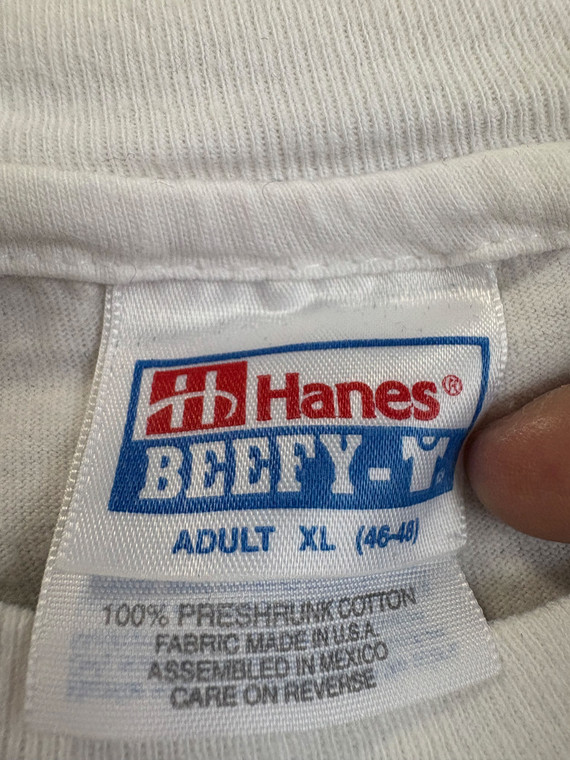 Hanes®
BEEFY-T.
ADULT XL (46-48)
100% PRESHRUNK COTTON
FABRIC MADE IN U.S.A.
ASSEMBLED IN MEXICO
CARE ON REVERSE